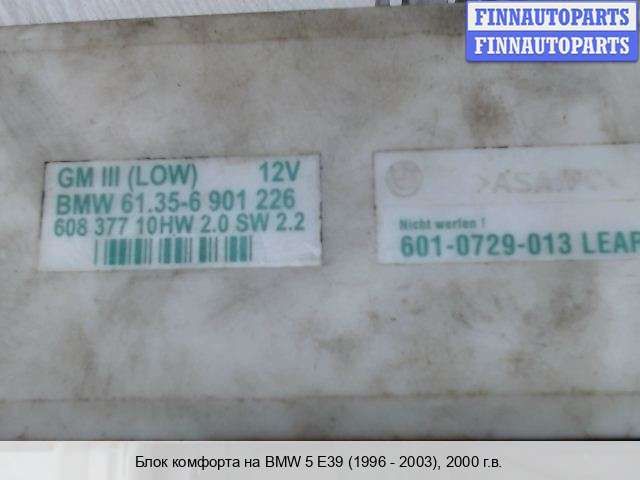 FINNAUTOPARTS
FINNAUTOPARTS
GM III (LOW) 12V
BMW 61.35-6 901 226
608 377 10HW 2.0 SW 2.2
Nicht werfen !
601-0729-013 LEAR
Блок комфорта на BMW 5 E39 (1996 - 2003), 2000 г.в.